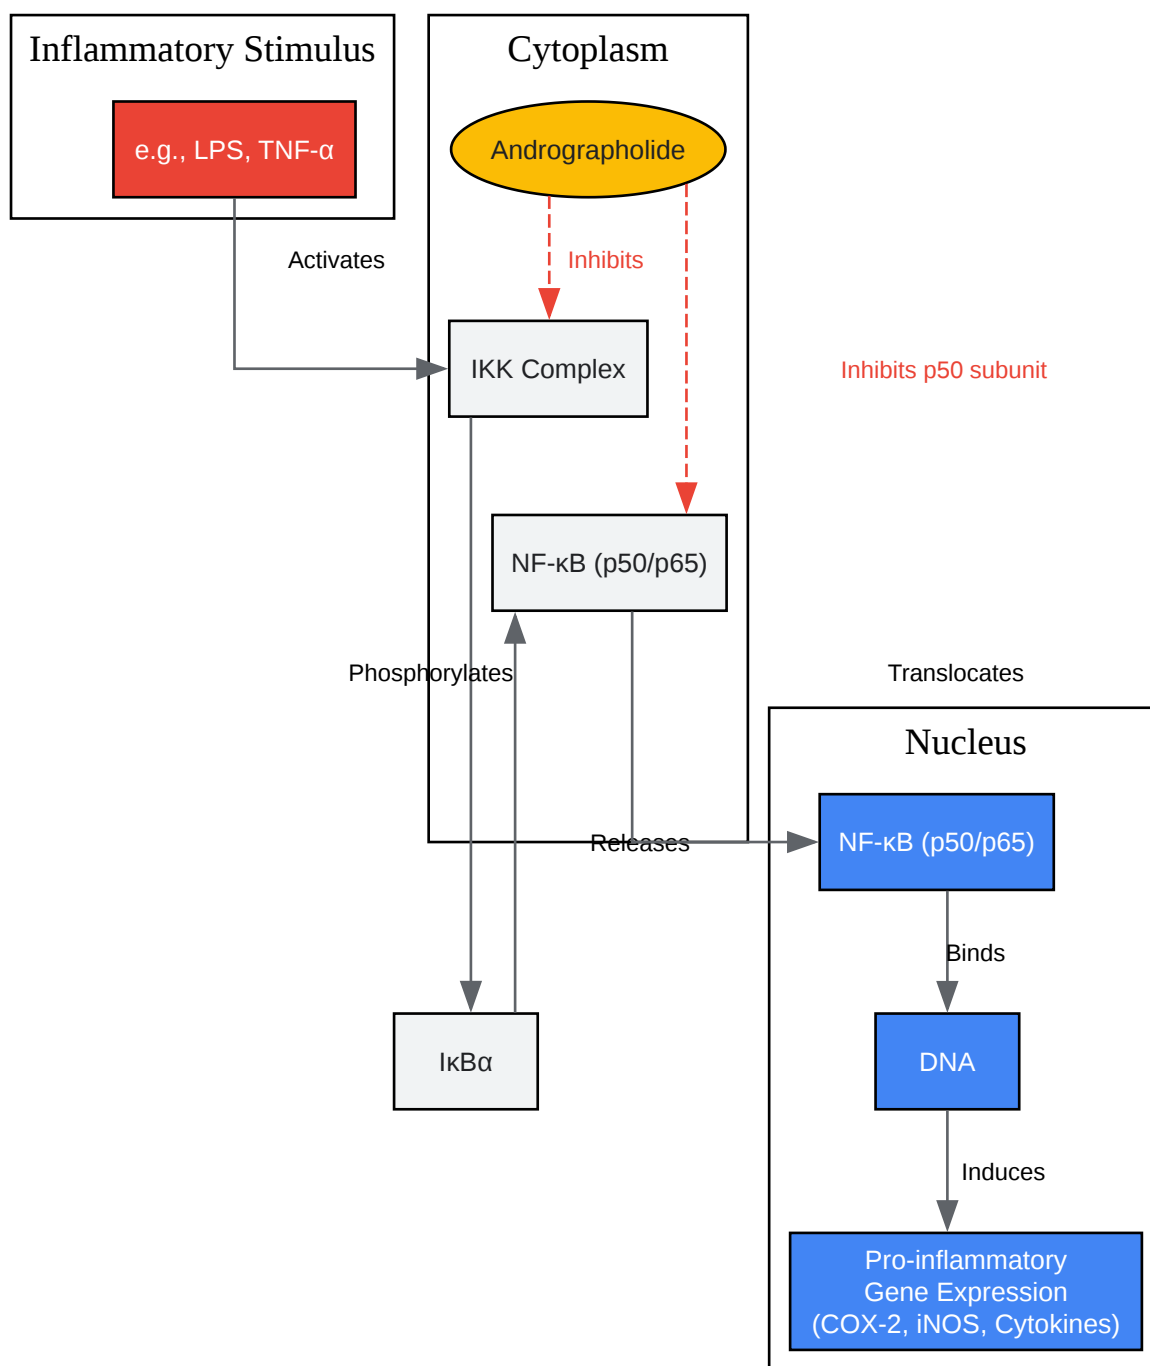 Inflammatory Stimulus
Cytoplasm
e.g., LPS, TNF-α
Andrographolide
Activates
Inhibits
IKK Complex
Inhibits p50 subunit
NF-κB (p50/p65)
Phosphorylates
Translocates
Nucleus
Releases
NF-κB (p50/p65)
Binds
IκBα
DNA
Induces
Pro-inflammatory
Gene Expression
(COX-2, iNOS, Cytokines)